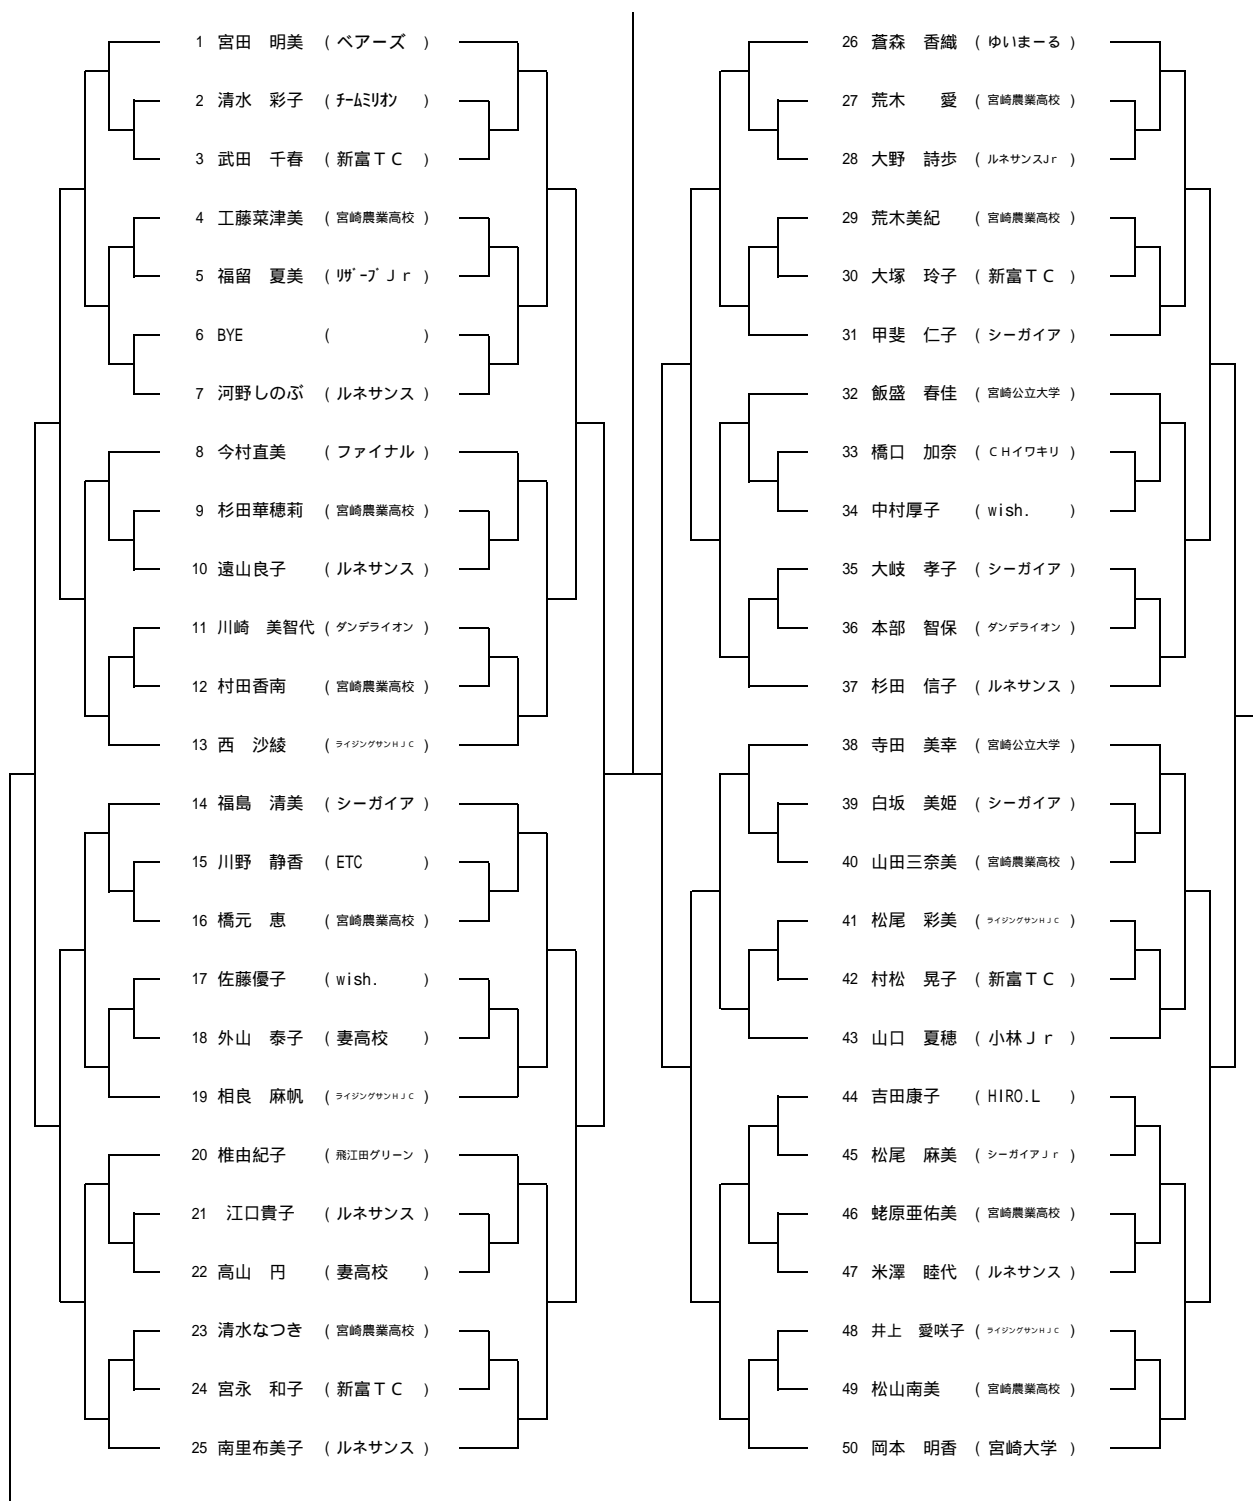 1 宮田　明美 ( ベアーズ )
2 清水　彩子 ( ﾁｰﾑﾐﾘｵﾝ )
3 武田　千春 ( 新富ＴＣ )
4 工藤菜津美 ( 宮崎農業高校 )
5 福留　夏美 ( ﾘｻﾞｰﾌﾞＪｒ )
6 BYE ( )
7 河野しのぶ ( ルネサンス )
8 今村直美 ( ファイナル )
9 杉田華穂莉 ( 宮崎農業高校 )
10 遠山良子 ( ルネサンス )
11 川崎　美智代 ( ダンデライオン )
12 村田香南 ( 宮崎農業高校 )
13 西　沙綾 ( ライジングサンＨＪＣ )
14 福島　清美 ( シーガイア )
15 川野　静香 ( ETC )
16 橋元　恵 ( 宮崎農業高校 )
17 佐藤優子 ( wish. )
18 外山　泰子 ( 妻高校 )
19 相良　麻帆 ( ライジングサンＨＪＣ )
20 椎由紀子 ( 飛江田グリーン )
21 江口貴子 ( ルネサンス )
22 高山　円 ( 妻高校 )
23 清水なつき ( 宮崎農業高校 )
24 宮永　和子 ( 新富ＴＣ )
25 南里布美子 ( ルネサンス )
26 蒼森　香織 ( ゆいまーる )
27 荒木　　愛 ( 宮崎農業高校 )
28 大野　詩歩 ( ルネサンスJr )
29 荒木美紀 ( 宮崎農業高校 )
30 大塚　玲子 ( 新富ＴＣ )
31 甲斐　仁子 ( シーガイア )
32 飯盛　春佳 ( 宮崎公立大学 )
33 橋口　加奈 ( ＣＨイワキリ )
34 中村厚子 ( wish. )
35 大岐　孝子 ( シーガイア )
36 本部　智保 ( ダンデライオン )
37 杉田　信子 ( ルネサンス )
38 寺田　美幸 ( 宮崎公立大学 )
39 白坂　美姫 ( シーガイア )
40 山田三奈美 ( 宮崎農業高校 )
41 松尾　彩美 ( ライジングサンＨＪＣ )
42 村松　晃子 ( 新富ＴＣ )
43 山口　夏穂 ( 小林Ｊｒ )
44 吉田康子 ( HIRO.L )
45 松尾　麻美 ( シーガイアＪｒ )
46 蛯原亜佑美 ( 宮崎農業高校 )
47 米澤　睦代 ( ルネサンス )
48 井上　愛咲子 ( ライジングサンＨＪＣ )
49 松山南美 ( 宮崎農業高校 )
50 岡本　明香 ( 宮崎大学 )